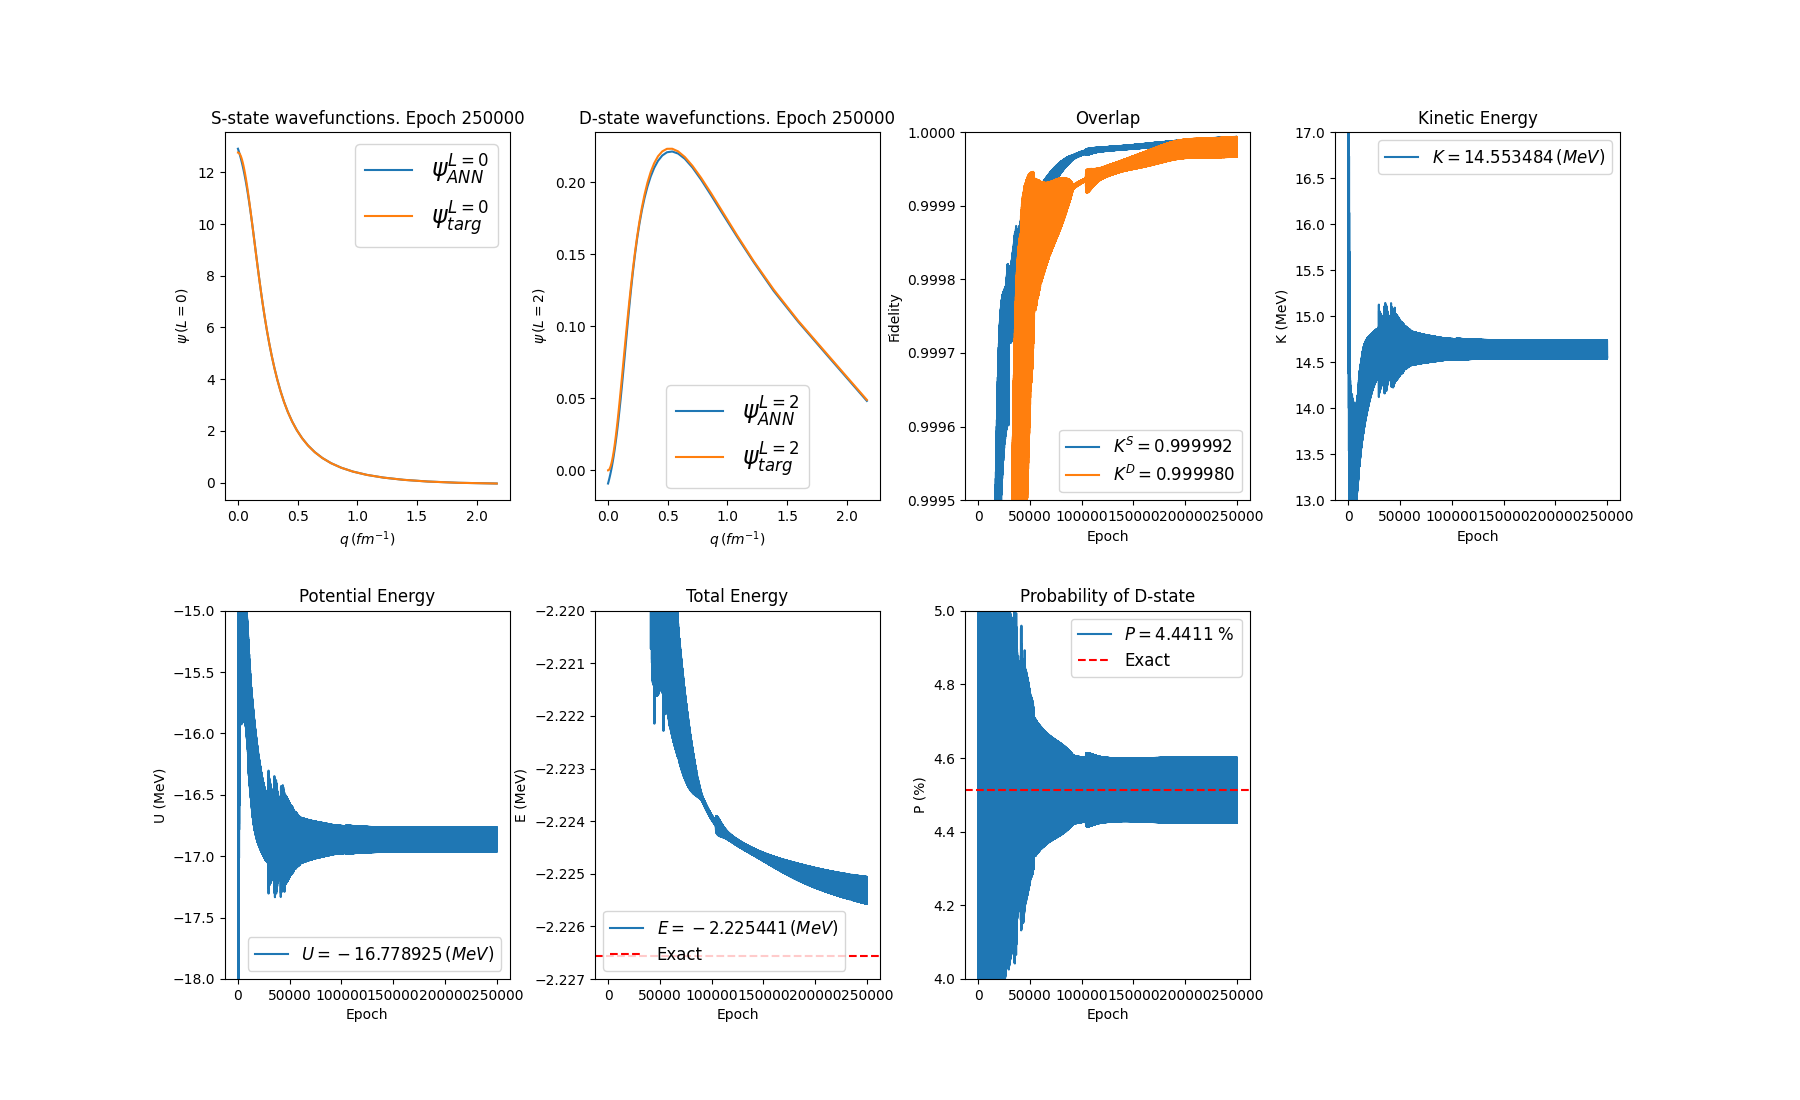 S-state wavefunctions. Epoch 250000
ψ_{ANN}^{L=0}
ψ_{targ}^{L=0}
12
10
8
6
4
2
0
ψ(L = 0)
0.0 0.5 1.0 1.5 2.0
q (fm⁻¹)
D-state wavefunctions. Epoch 250000
0.20
0.15
0.10
0.05
0.00
ψ(L = 2)
ψ_{ANN}^{L=2}
ψ_{targ}^{L=2}
0.0 0.5 1.0 1.5 2.0
q (fm⁻¹)
Overlap
1.0000
0.9999
0.9998
0.9997
0.9996
0.9995
Fidelity
K^S = 0.999992
K^D = 0.999980
0 50000 100000 150000 200000 250000
Epoch
Kinetic Energy
K = 14.553484 (MeV)
17.0
16.5
16.0
15.5
15.0
14.5
14.0
13.5
13.0
K (MeV)
0 50000 100000 150000 200000 250000
Epoch
Potential Energy
−15.0
−15.5
−16.0
−16.5
−17.0
−17.5
−18.0
U (MeV)
U = −16.778925 (MeV)
0 50000 100000 150000 200000 250000
Epoch
Total Energy
−2.220
−2.221
−2.222
−2.223
−2.224
−2.225
−2.226
−2.227
E (MeV)
E = −2.225441 (MeV)
Exact
0 50000 100000 150000 200000 250000
Epoch
Probability of D-state
P = 4.4411 %
Exact
5.0
4.8
4.6
4.4
4.2
4.0
P (%)
0 50000 100000 150000 200000 250000
Epoch